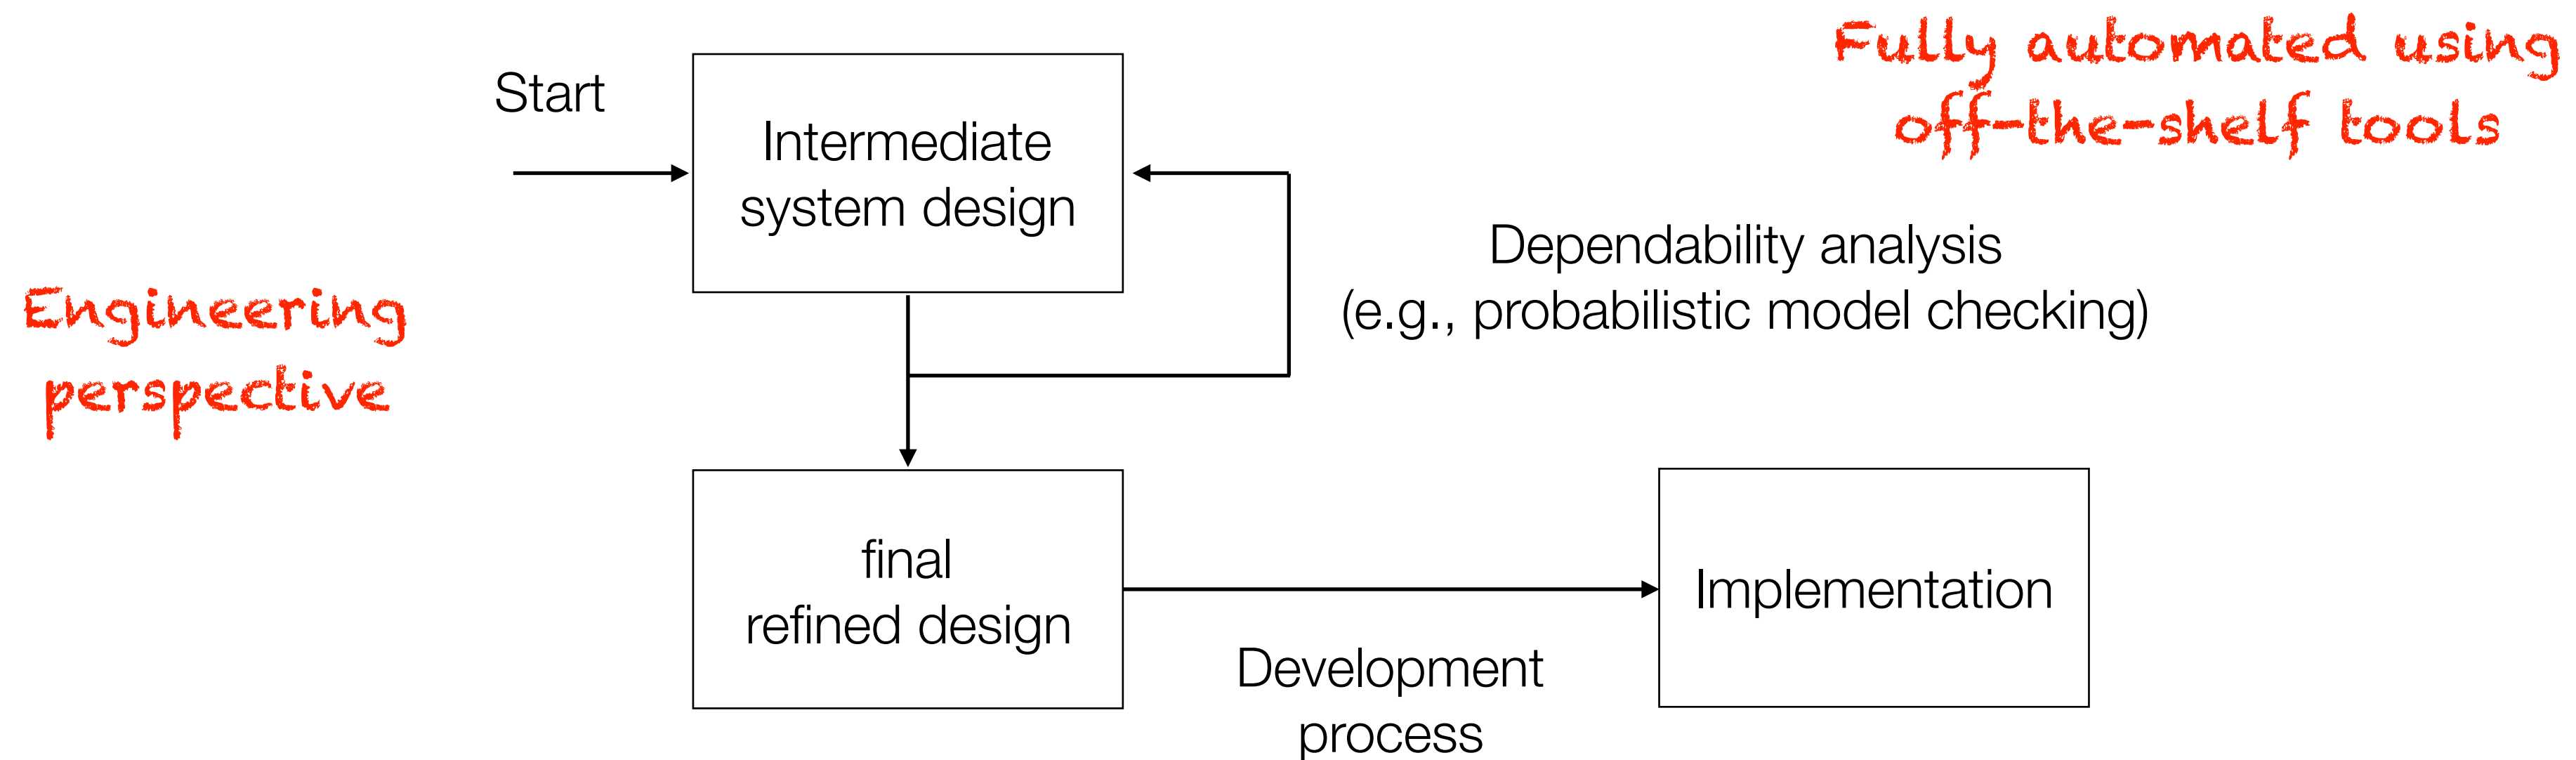 Fully automated using
off-the-shelf tools
Start
Intermediate
system design
Dependability analysis
(e.g., probabilistic model checking)
Engineering
perspective
final
refined design
Implementation
Development
process